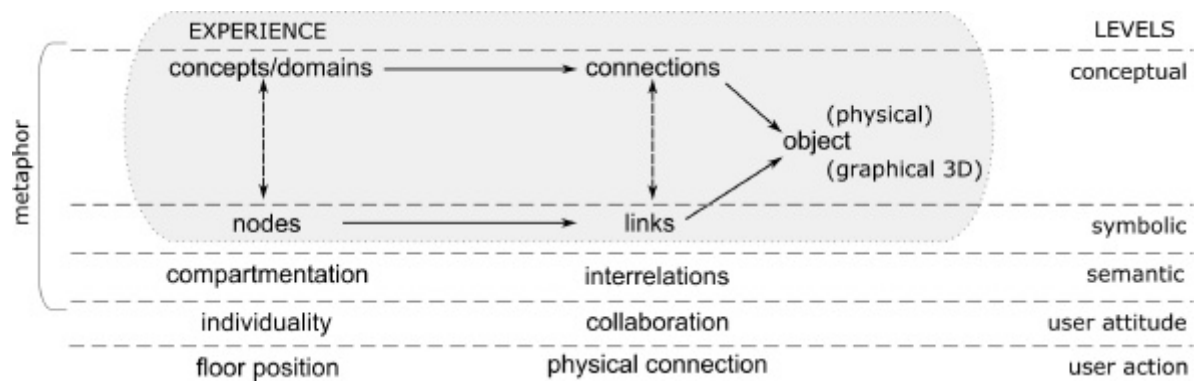 EXPERIENCE LEVELS
concepts/domains connections conceptual
(physical)
object
(graphical 3D)
metaphor
nodes links symbolic
compartmentation interrelations semantic
individuality collaboration user attitude
floor position physical connection user action